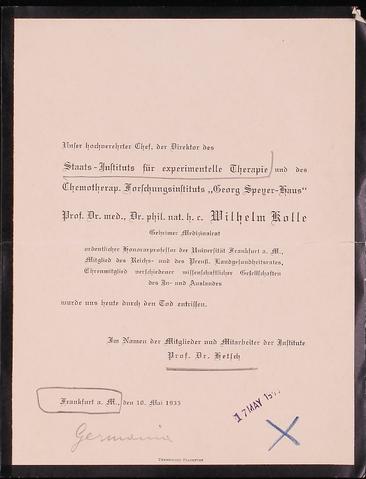 Unser hochverehrter Chef, der Direktor des
Staats-Instituts für experimentelle Therapie und des
Chemotherap. Forschungsinstituts „Georg Speyer-Haus“
Prof. Dr. med., Dr. phil. nat. h. c. Wilhelm Kolle
Geheimer Medizinalrat
ordentlicher Honorarprofessor der Universität Frankfurt a. M.,
Mitglied des Reichs- und des Preuß. Landgesundheitsrates,
Ehrenmitglied verschiedener wissenschaftlicher Gesellschaften
des In- und Auslandes
wurde uns heute durch den Tod entrissen.
Im Namen der Mitglieder und Mitarbeiter der Institute
Prof. Dr. Hetsch
Frankfurt a. M., den 10. Mai 1935
17 MAY
Germania